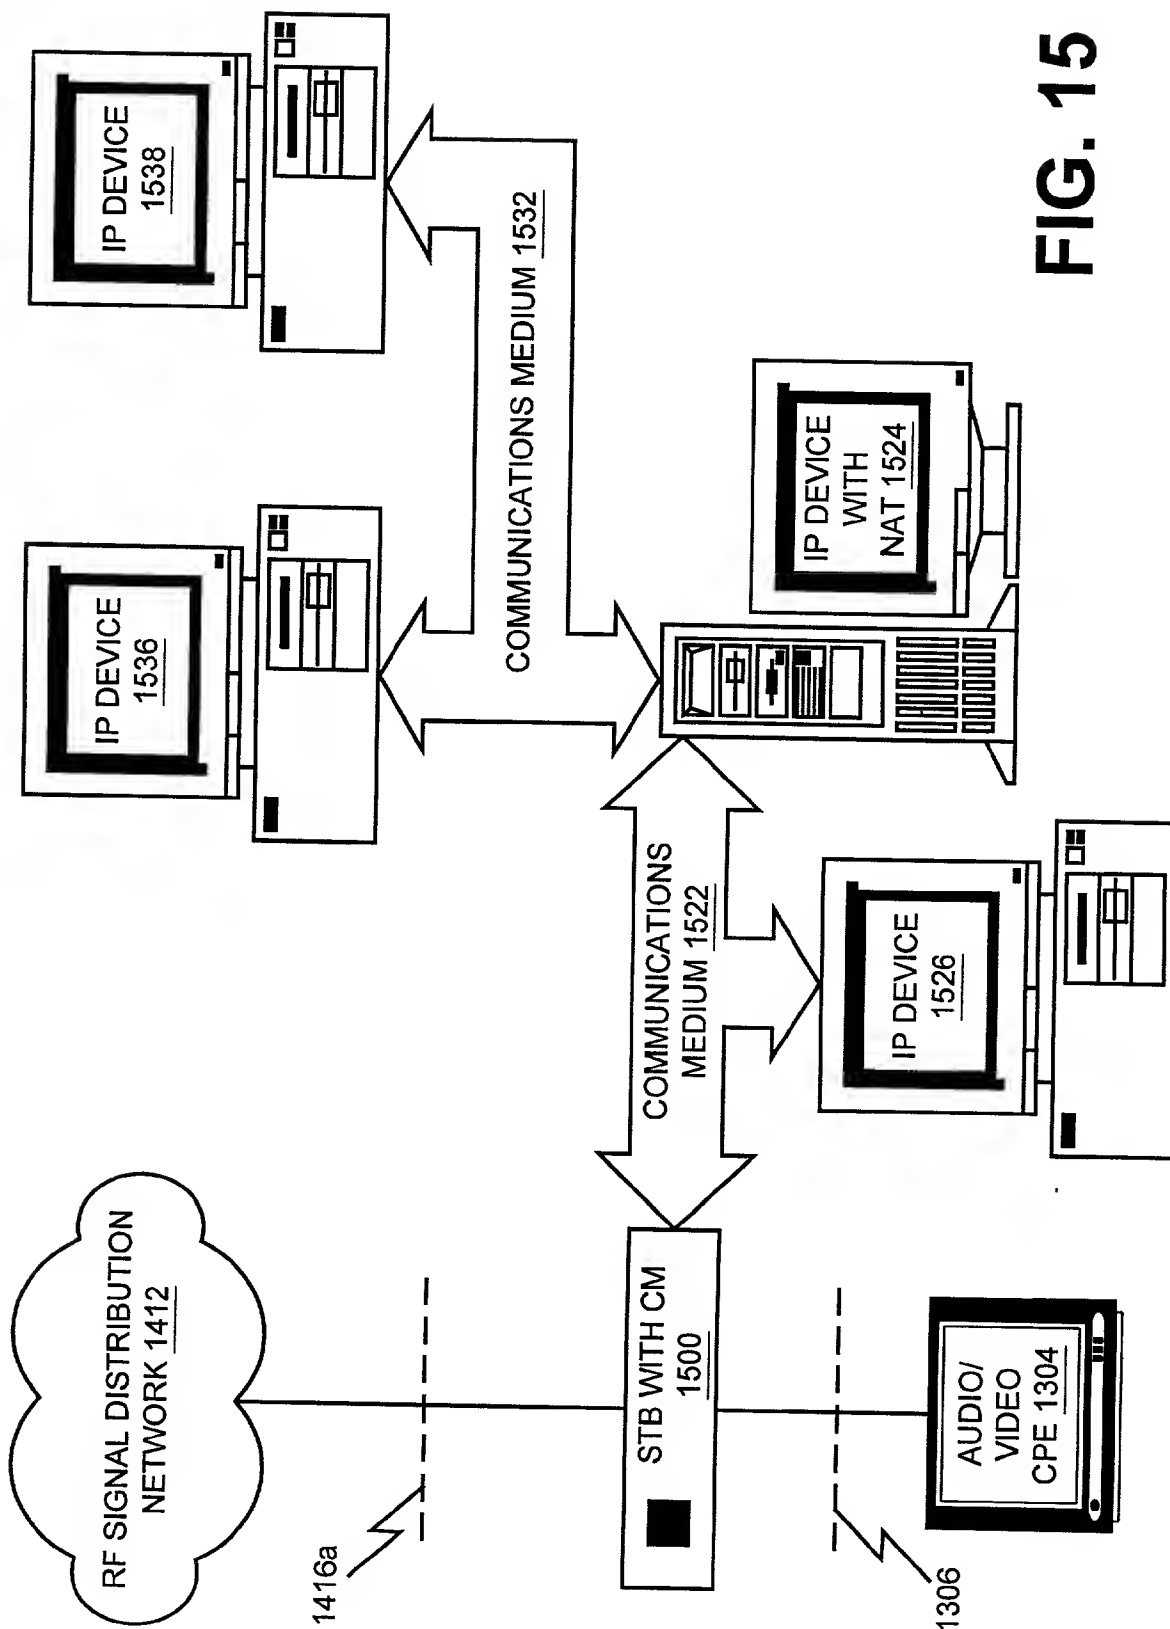 RF SIGNAL DISTRIBUTION
NETWORK 1412
1416a
STB WITH CM
1500
1306
AUDIO/
VIDEO
CPE 1304
COMMUNICATIONS
MEDIUM 1522
IP DEVICE
1526
IP DEVICE
1536
COMMUNICATIONS MEDIUM 1532
IP DEVICE
WITH
NAT 1524
IP DEVICE
1538
FIG. 15